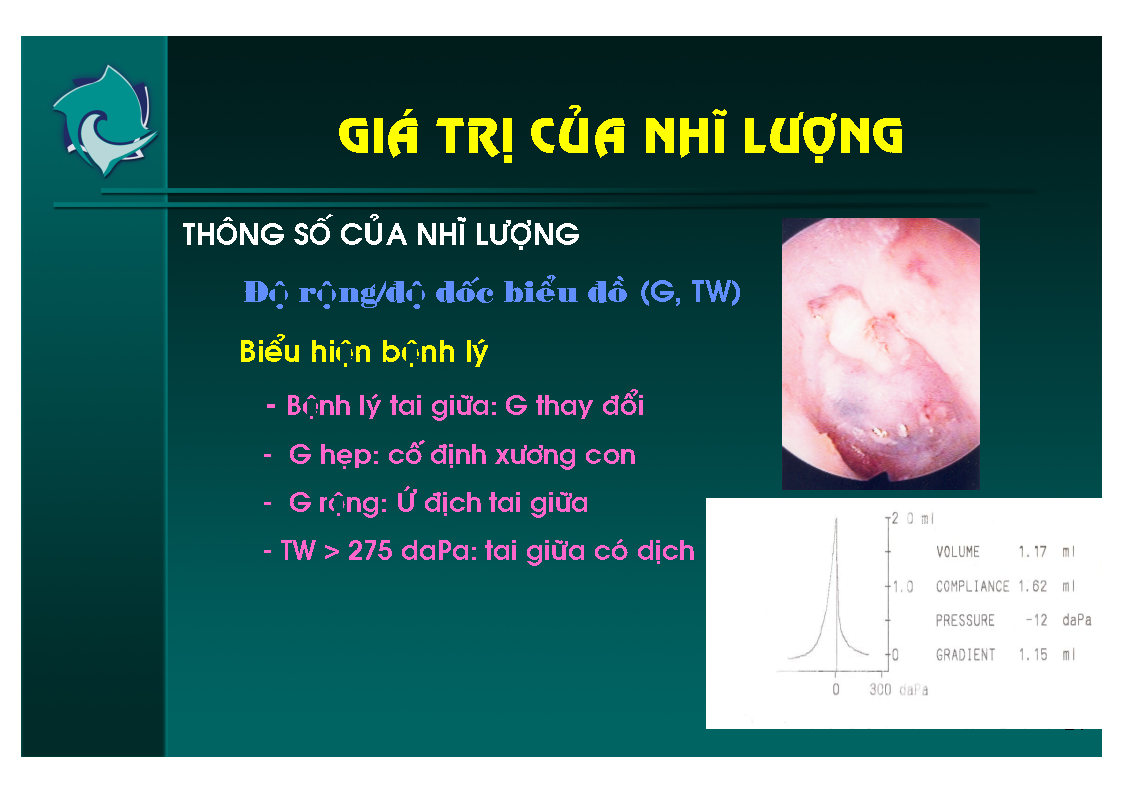 GIÁ TRỊ CỦA NHĨ LƯỢNG
THÔNG SỐ CỦA NHĨ LƯỢNG
Độ rộng/độ dốc biểu đồ (G, TW)
Biểu hiện bệnh lý
- Bệnh lý tai giữa: G thay đổi
- G hẹp: cố định xương con
- G rộng: Ứ địch tai giữa
- TW > 275 daPa: tai giữa có dịch
2.0 ml
VOLUME 1.17 ml
1.0 COMPLIANCE 1.62 ml
PRESSURE -12 daPa
0 GRADIENT 1.15 ml
0 300 daPa